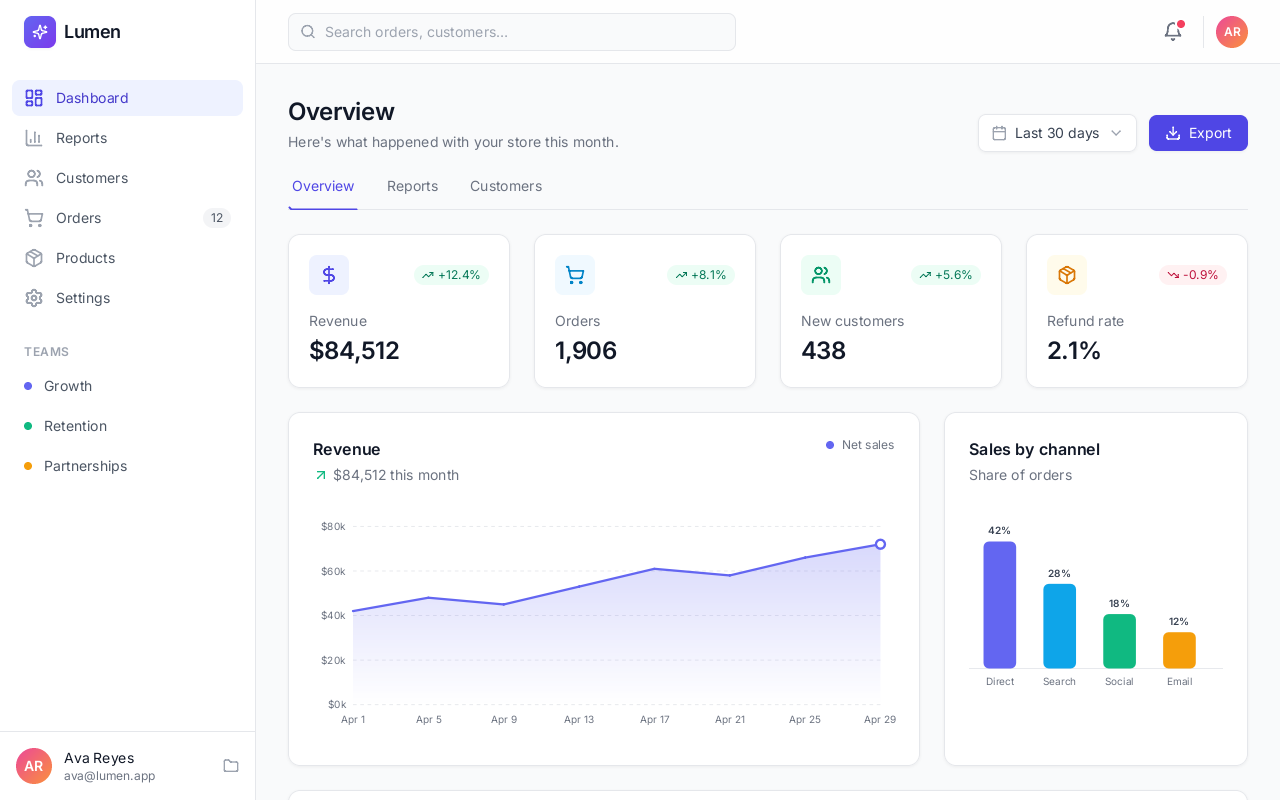 Lumen
Search orders, customers...
AR
Dashboard
Reports
Customers
Orders
12
Products
Settings
TEAMS
Growth
Retention
Partnerships
AR
Ava Reyes
ava@lumen.app
Overview
Here's what happened with your store this month.
Last 30 days
Export
Overview
Reports
Customers
+12.4%
Revenue
$84,512
+8.1%
Orders
1,906
+5.6%
New customers
438
-0.9%
Refund rate
2.1%
Revenue
Net sales
$84,512 this month
$80k
$60k
$40k
$20k
$0k
Apr 1 Apr 5 Apr 9 Apr 13 Apr 17 Apr 21 Apr 25 Apr 29
Sales by channel
Share of orders
42%
28%
18%
12%
Direct Search Social Email